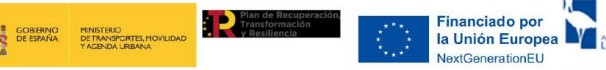 GOBIERNO
DE ESPAÑA
MINISTERIO
DE TRANSPORTES, MOVILIDAD
Y AGENDA URBANA
Plan de Recuperación,
Transformación
y Resiliencia
Financiado por
la Unión Europea
NextGenerationEU